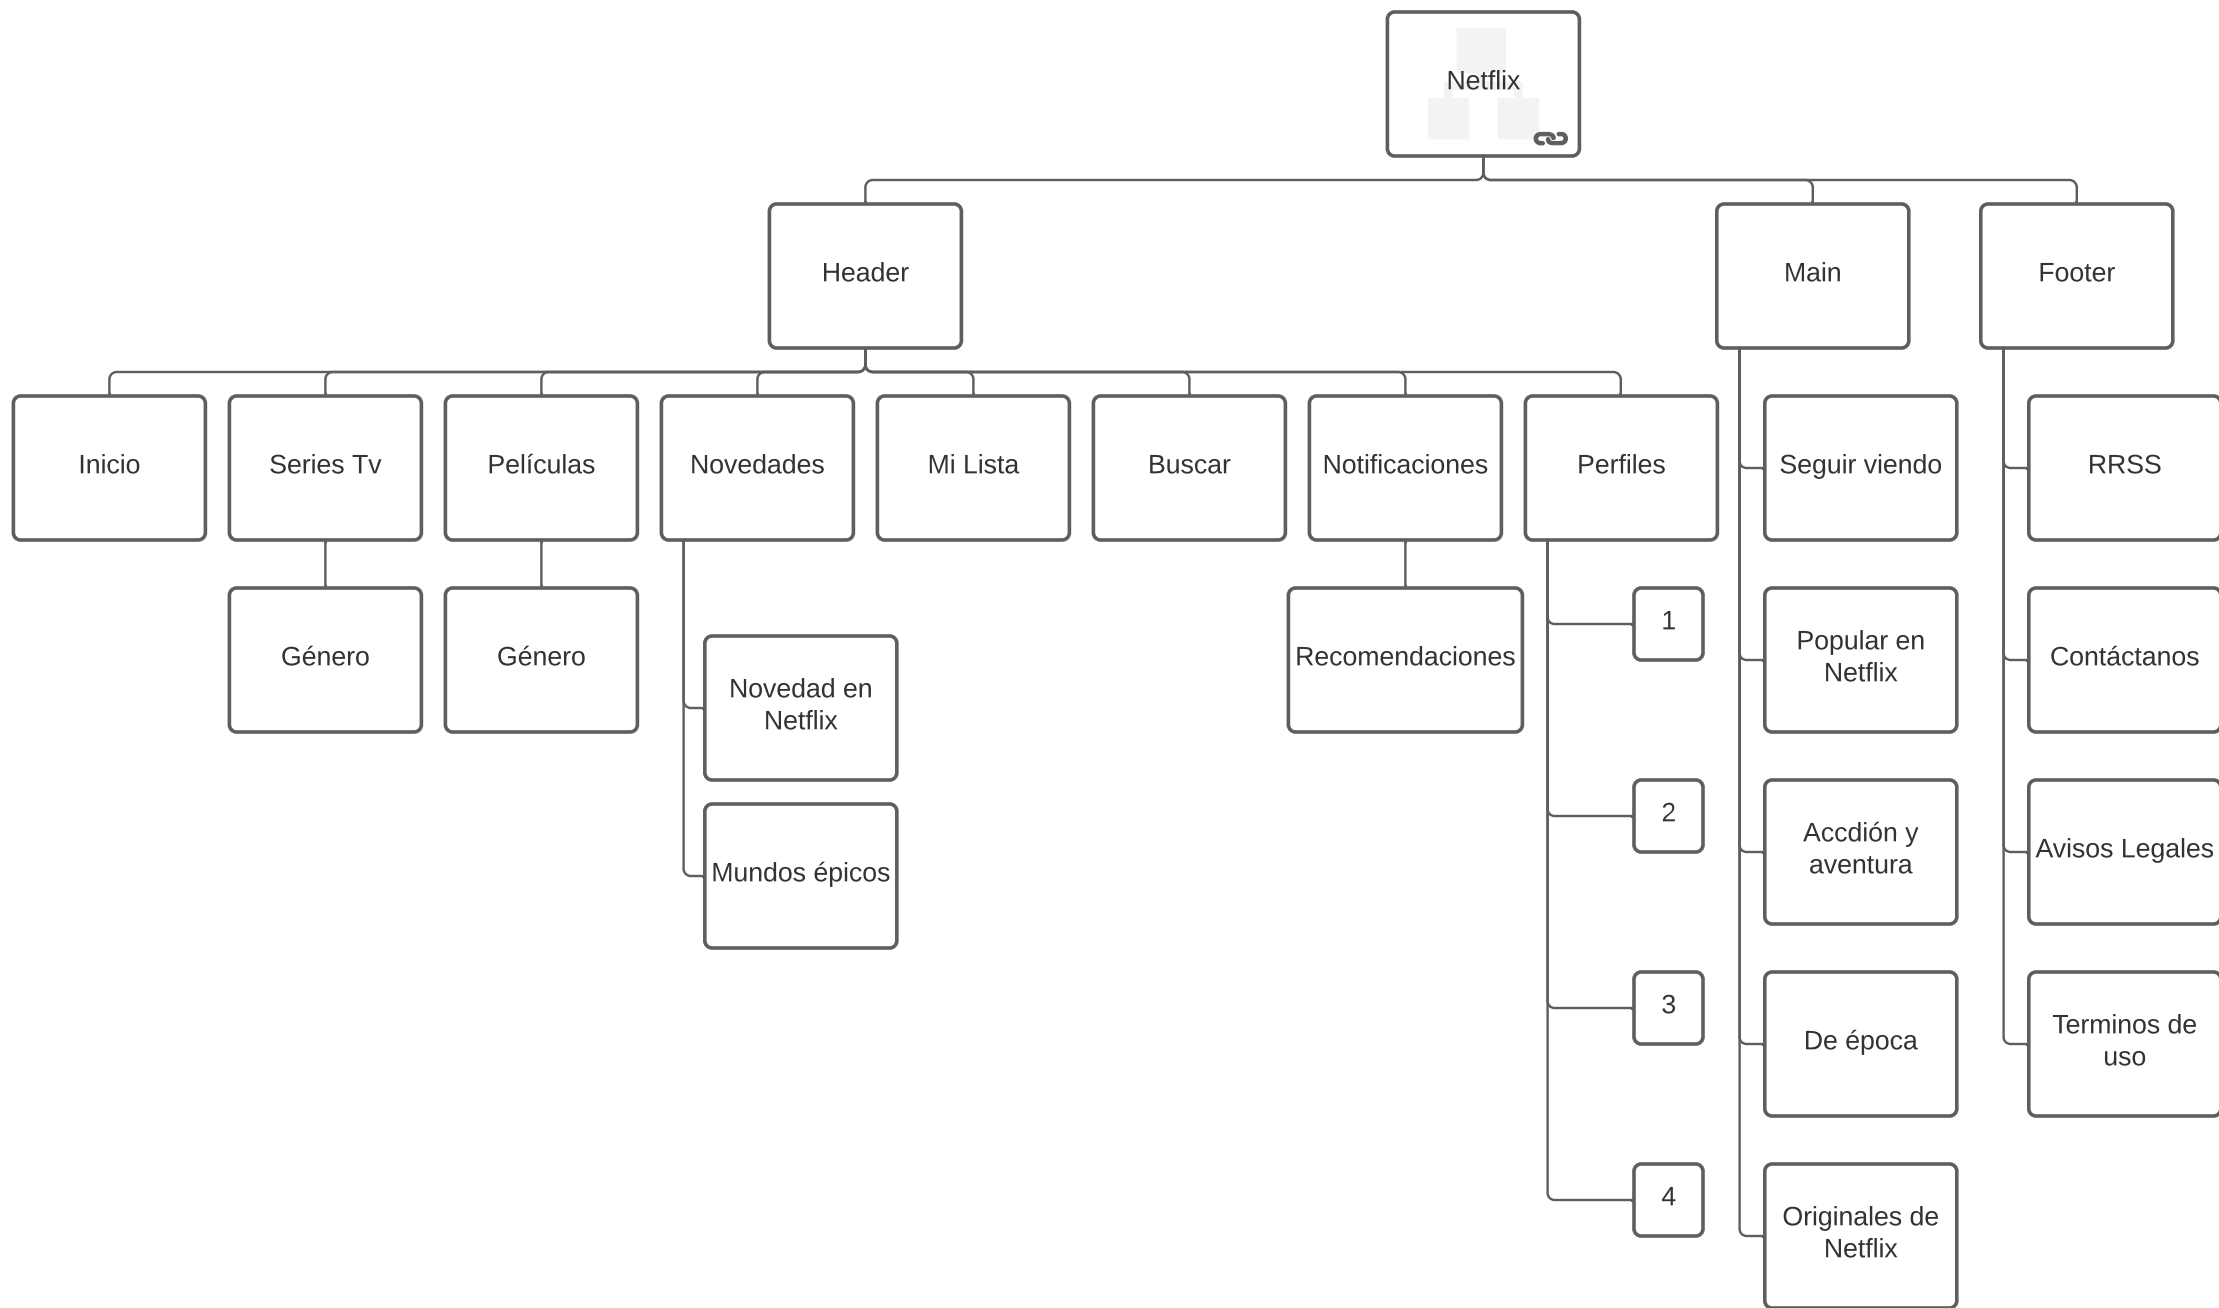 Netflix
Header
Main
Footer
Inicio
Series Tv
Películas
Novedades
Mi Lista
Buscar
Notificaciones
Perfiles
Seguir viendo
RRSS
Género
Género
Novedad en
Netflix
Mundos épicos
Recomendaciones
1
2
3
4
Popular en
Netflix
Accdión y
aventura
De época
Originales de
Netflix
Contáctanos
Avisos Legales
Terminos de
uso